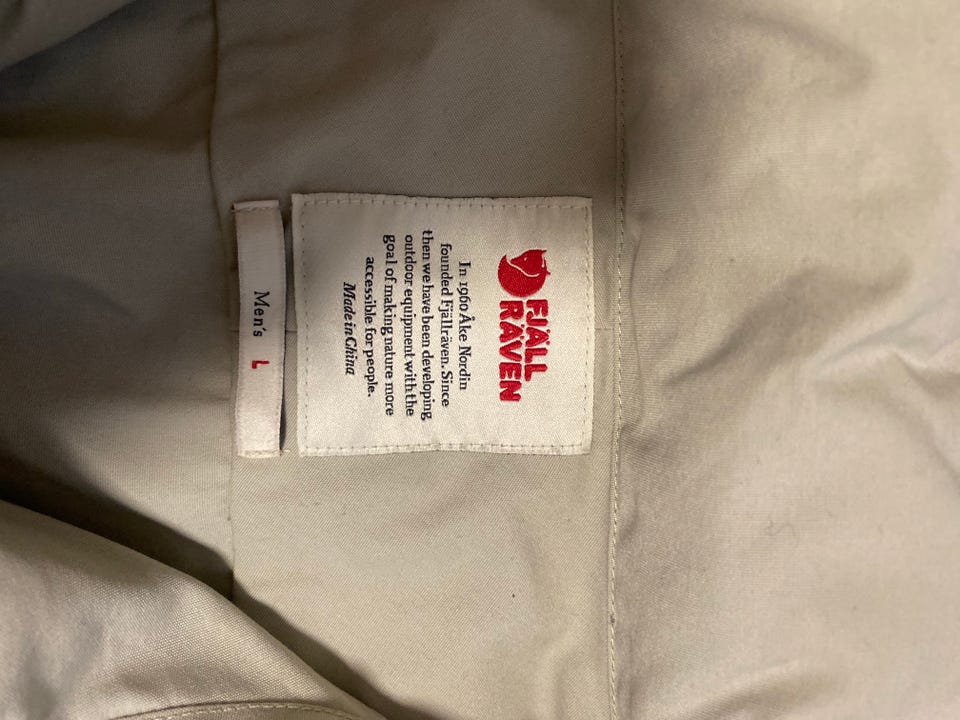 FJÄLL
RÄVEN
In 1960 Åke Nordin
founded Fjällräven. Since
then we have been developing
outdoor equipment with the
goal of making nature more
accessible for people.
Made in China
Men's L